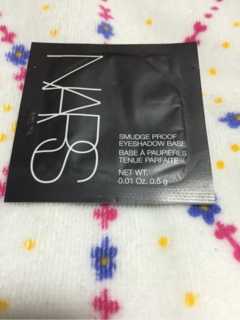 NARS
SMUDGE PROOF
EYESHADOW BASE
BASE À PAUPIÈRES
TENUE PARFAITE
NET WT.
0.01 Oz. 0.5 g